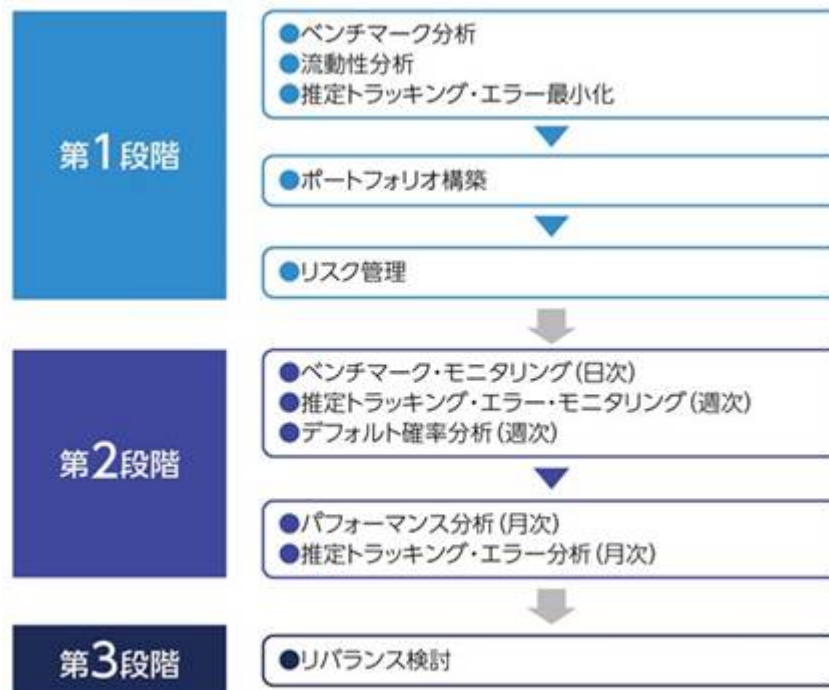 第1段階
●ベンチマーク分析
●流動性分析
●推定トラッキング・エラー最小化
●ポートフォリオ構築
●リスク管理
第2段階
●ベンチマーク・モニタリング(日次)
●推定トラッキング・エラー・モニタリング(週次)
●デフォルト確率分析(週次)
●パフォーマンス分析(月次)
●推定トラッキング・エラー分析(月次)
第3段階
●リバランス検討